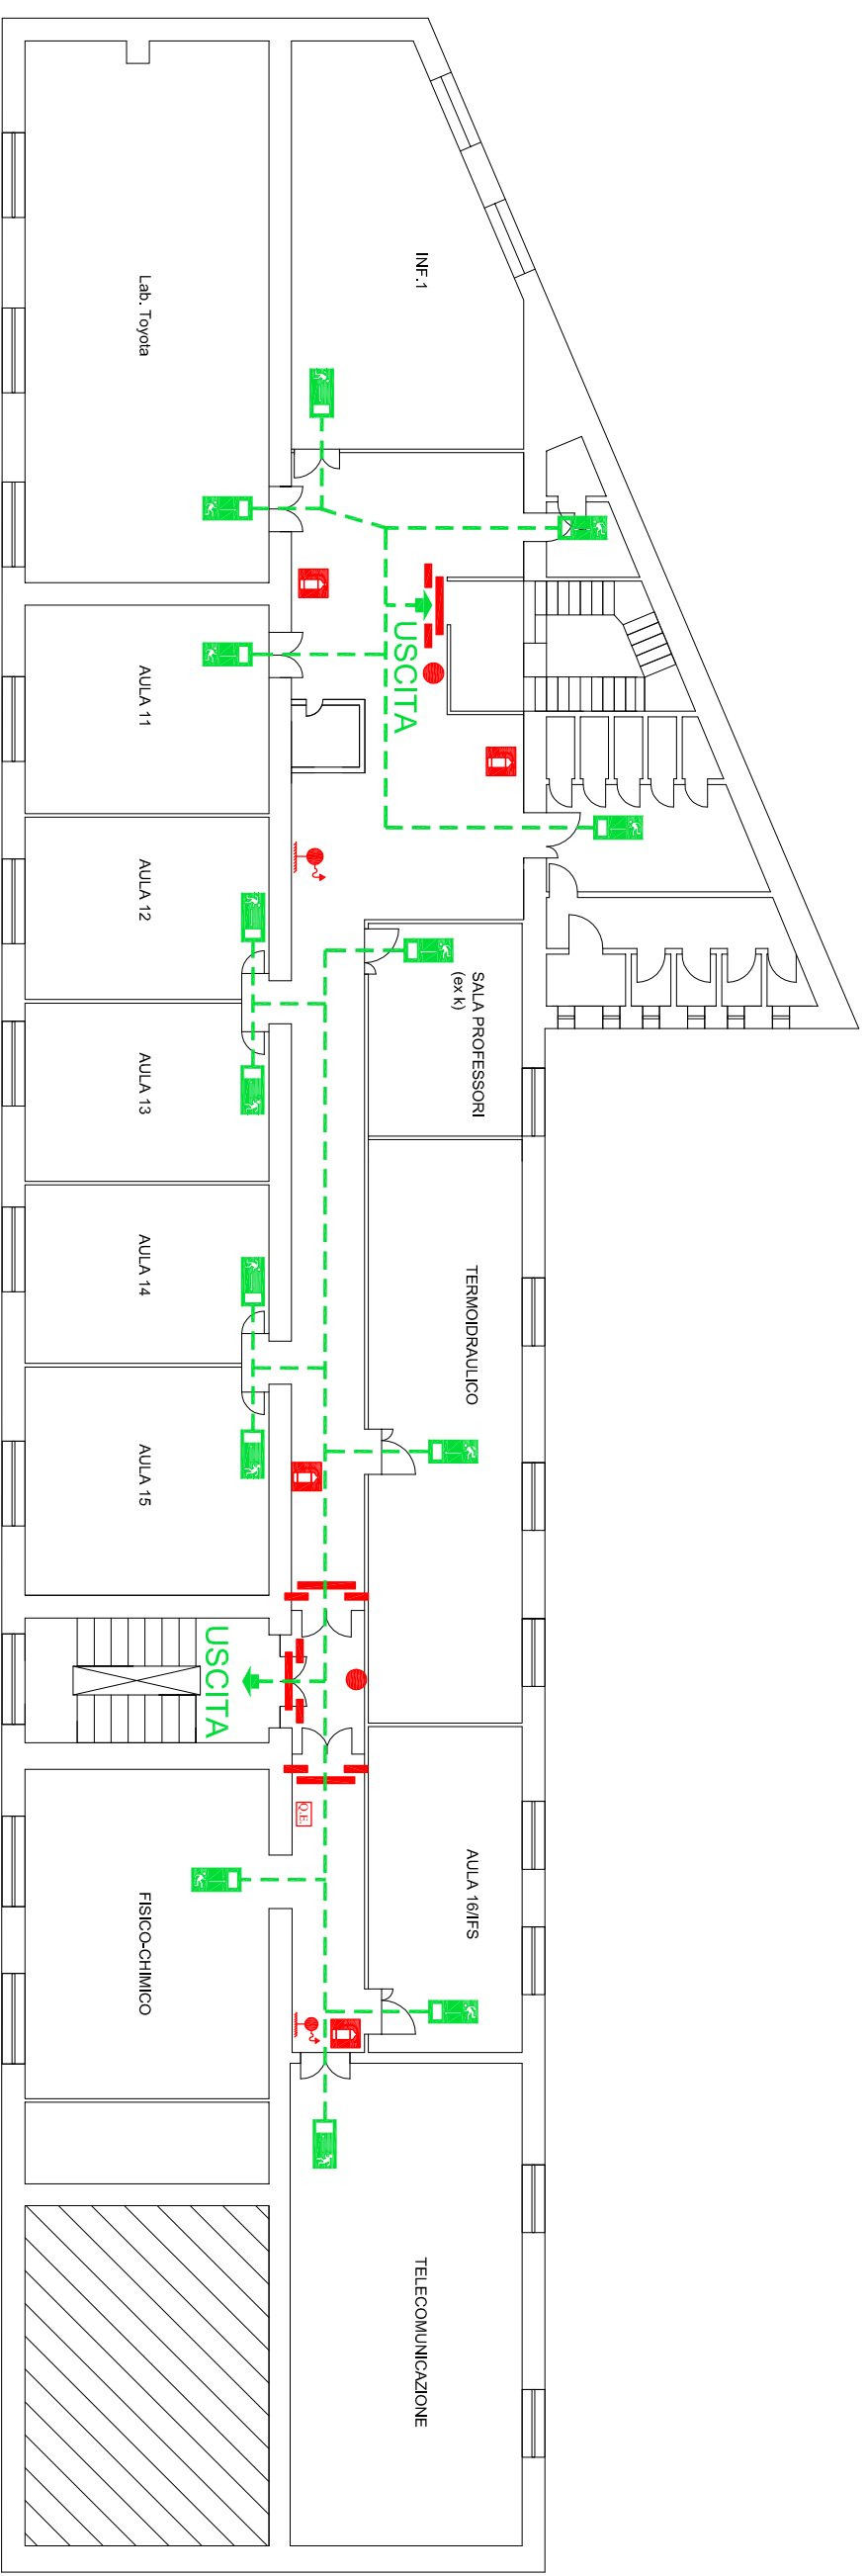 INF.1
Lab. Toyota
USCITA
AULA 11
AULA 12
SALA PROFESSORI
(ex k)
AULA 13
TERMOIDRAULICO
AULA 14
AULA 15
USCITA
Q.E.
AULA 16/IFS
FISICO-CHIMICO
TELECOMUNICAZIONE